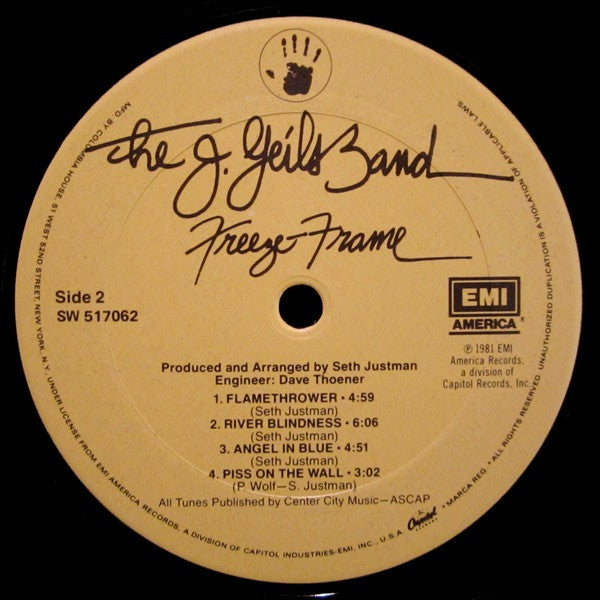 The J. Geils Band
Freeze-Frame
Side 2
SW 517062
EMI
AMERICA®
℗ 1981 EMI
America Records,
a division of
Capitol Records, Inc.
Produced and Arranged by Seth Justman
Engineer: Dave Thoener
1. FLAMETHROWER • 4:59
(Seth Justman)
2. RIVER BLINDNESS • 6:06
(Seth Justman)
3. ANGEL IN BLUE • 4:51
(Seth Justman)
4. PISS ON THE WALL • 3:02
(P. Wolf—S. Justman)
All Tunes Published by Center City Music—ASCAP
Capitol
RECORDS
MFD. BY COLUMBIA HOUSE, 51 WEST 52ND STREET, NEW YORK, N.Y. UNDER LICENSE FROM EMI AMERICA RECORDS, A DIVISION OF CAPITOL INDUSTRIES-EMI, INC., U.S.A. • MARCA REG. • ALL RIGHTS RESERVED. UNAUTHORIZED DUPLICATION IS A VIOLATION OF APPLICABLE LAWS